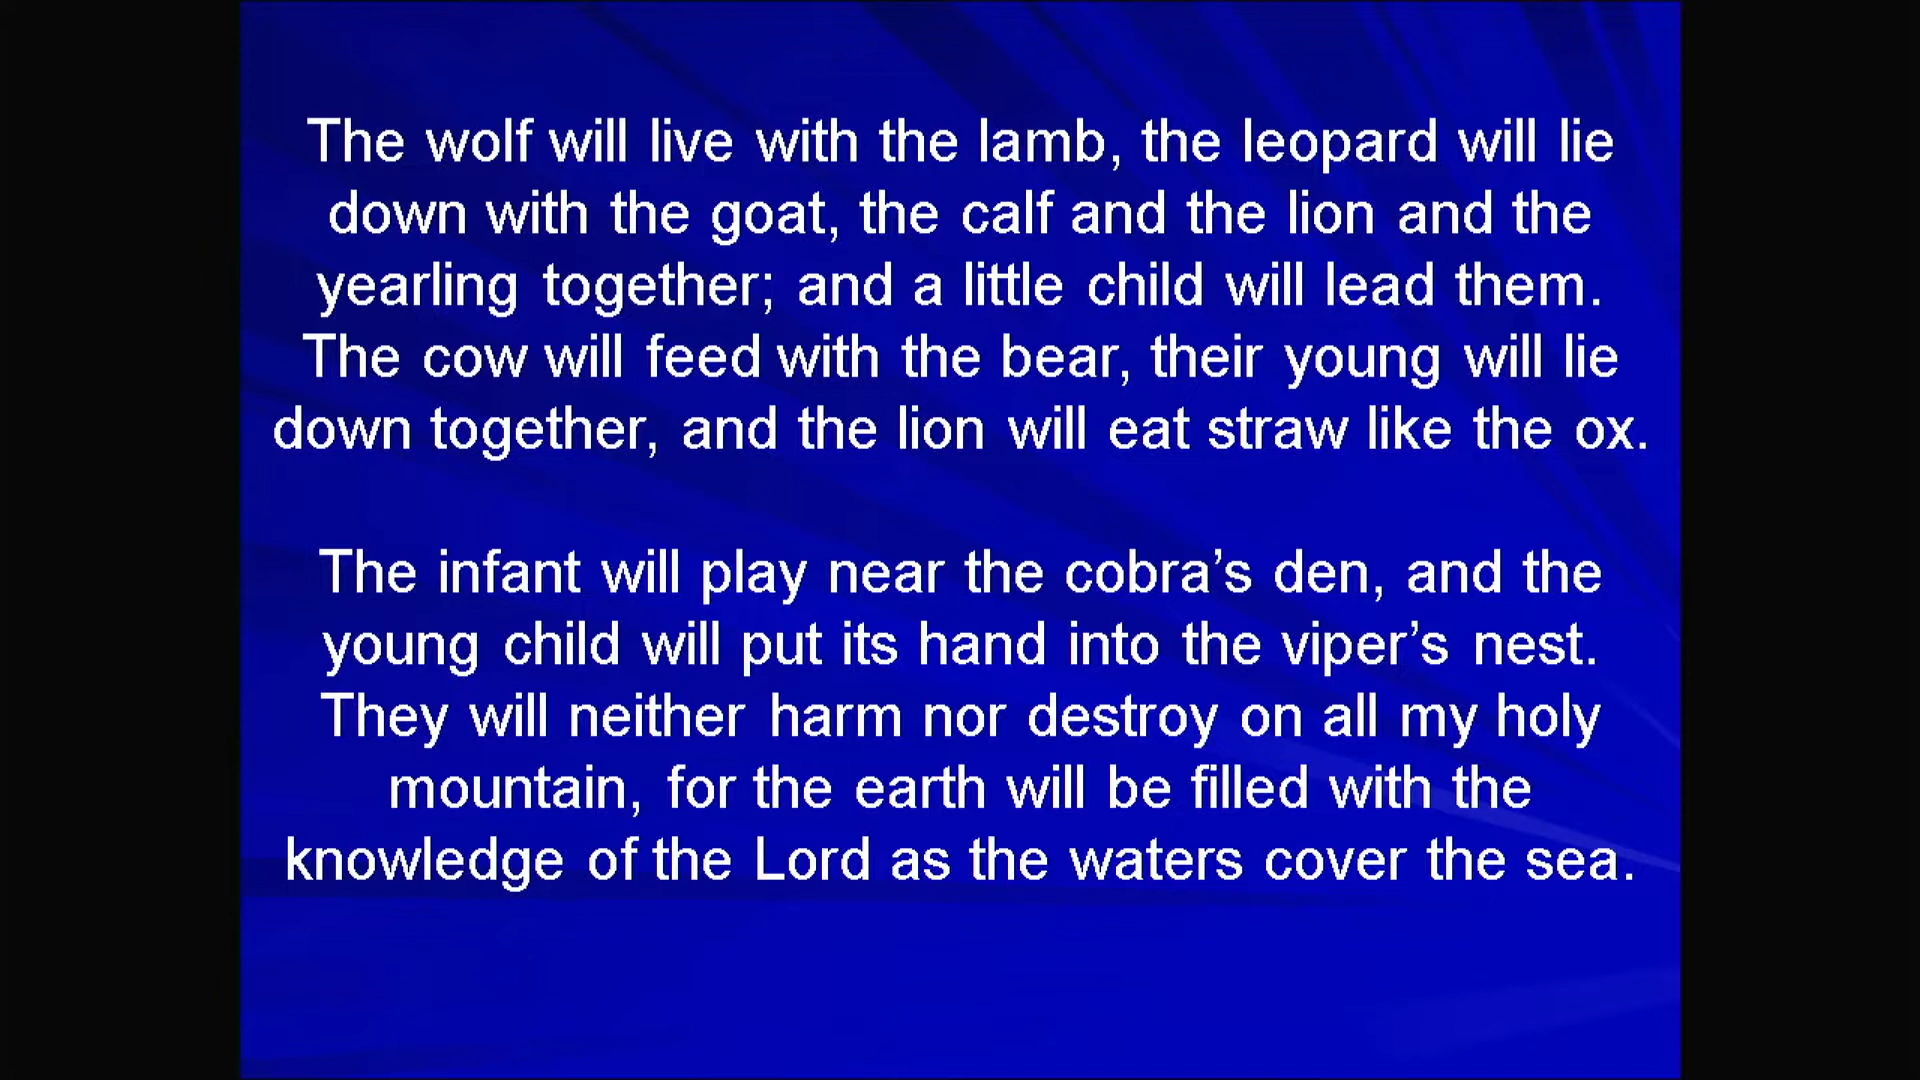 The wolf will live with the lamb, the leopard will lie
down with the goat, the calf and the lion and the
yearling together; and a little child will lead them.
The cow will feed with the bear, their young will lie
down together, and the lion will eat straw like the ox.
The infant will play near the cobra’s den, and the
young child will put its hand into the viper’s nest.
They will neither harm nor destroy on all my holy
mountain, for the earth will be filled with the
knowledge of the Lord as the waters cover the sea.